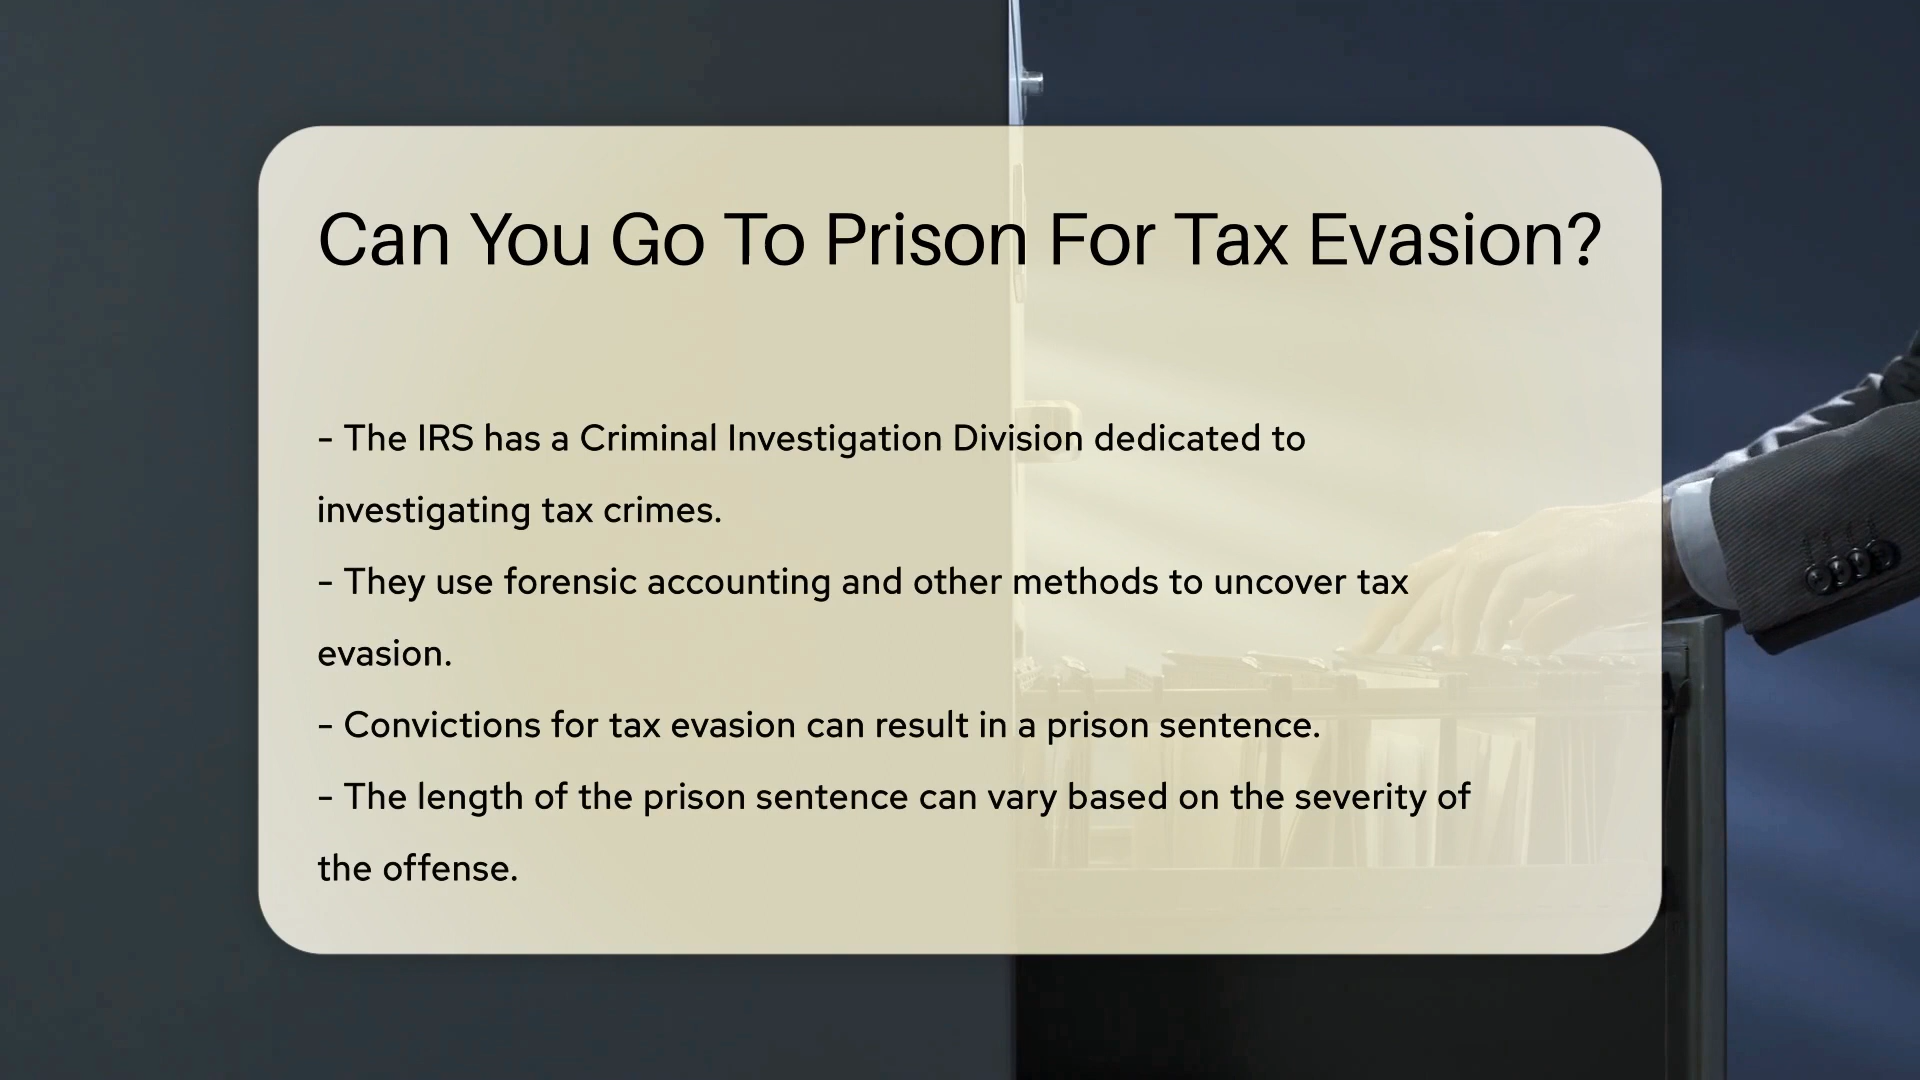 Can You Go To Prison For Tax Evasion?
- The IRS has a Criminal Investigation Division dedicated to
investigating tax crimes.
- They use forensic accounting and other methods to uncover tax
evasion.
- Convictions for tax evasion can result in a prison sentence.
- The length of the prison sentence can vary based on the severity of
the offense.